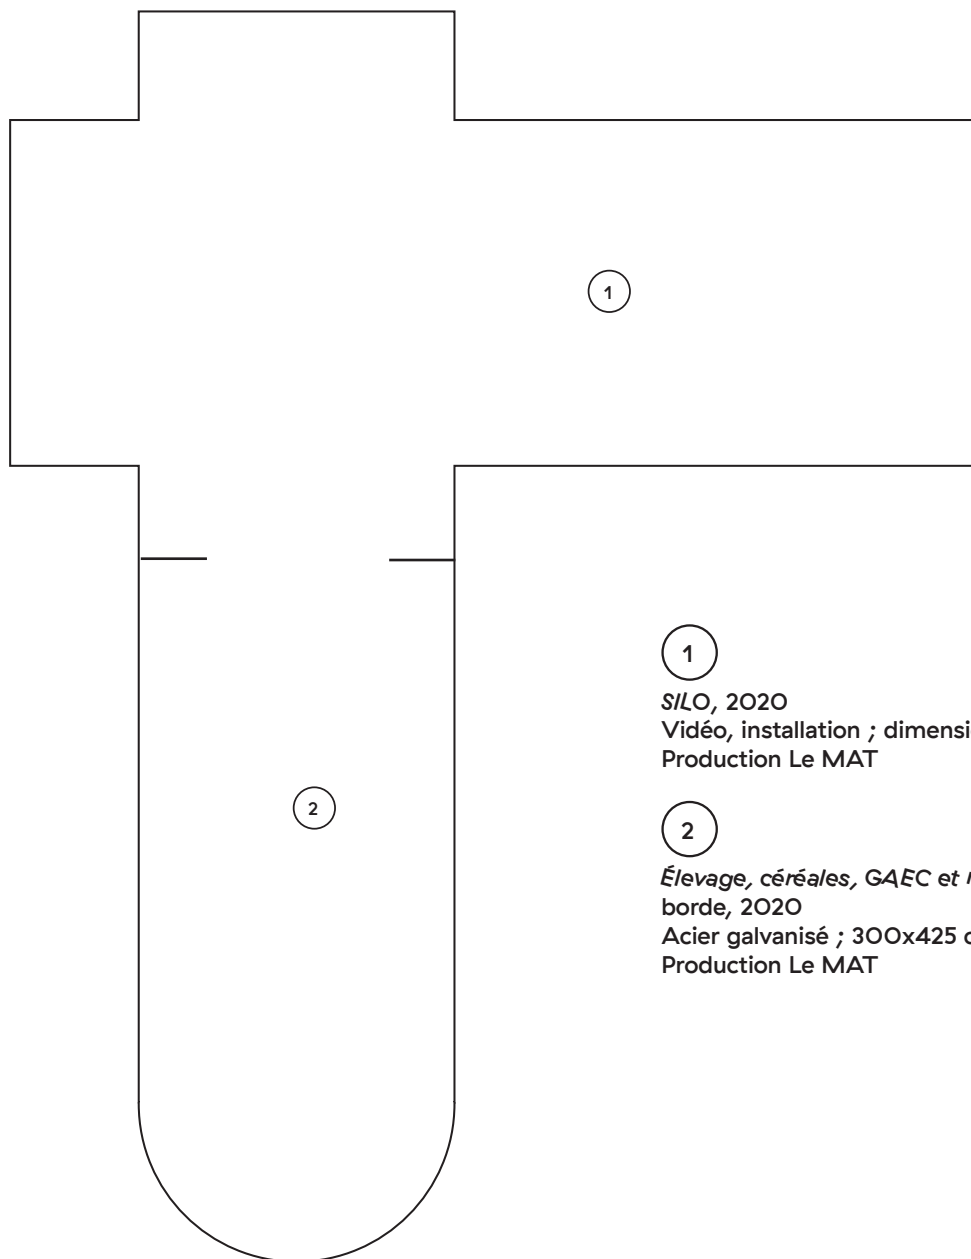 1
2
1
SILO, 2020
Vidéo, installation ;
Production Le MAT
2
Élevage, céréales, GAEC et
borde, 2020
Acier galvanisé ; 300x425
Production Le MAT